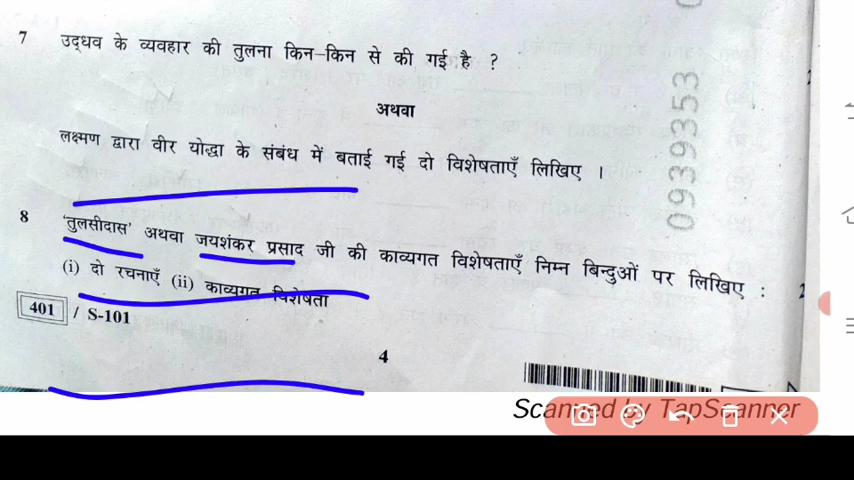 7 उद्धव के व्यवहार की तुलना किन-किन से की गई है ?
अथवा
लक्ष्मण द्वारा वीर योद्धा के संबंध में बताई गई दो विशेषताएँ लिखिए ।
8 'तुलसीदास' अथवा जयशंकर प्रसाद जी की काव्यगत विशेषताएँ निम्न बिन्दुओं पर लिखिए : 2
(i) दो रचनाएँ (ii) काव्यगत विशेषता
401 / S-101
4
0939353
Scanned by TapScanner